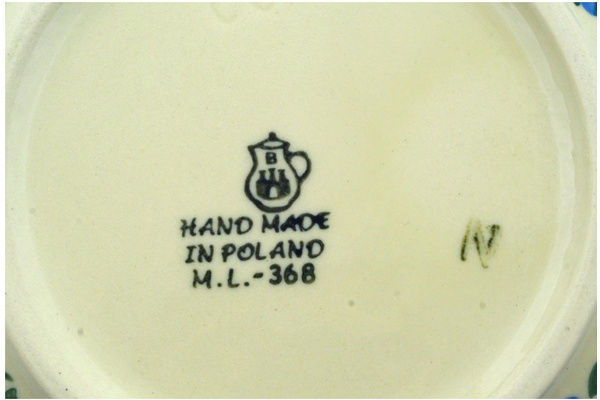 B
HAND MADE
IN POLAND
M.L.-368